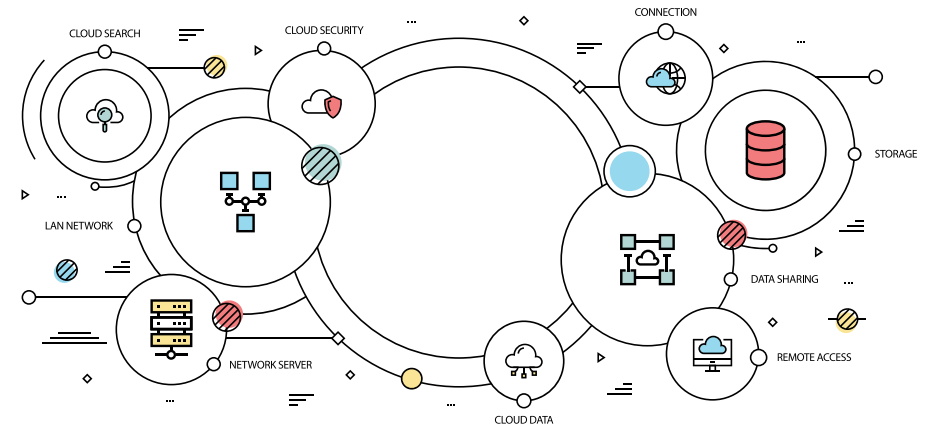 CONNECTION
CLOUD SEARCH
CLOUD SECURITY
STORAGE
LAN NETWORK
DATA SHARING
NETWORK SERVER
REMOTE ACCESS
CLOUD DATA